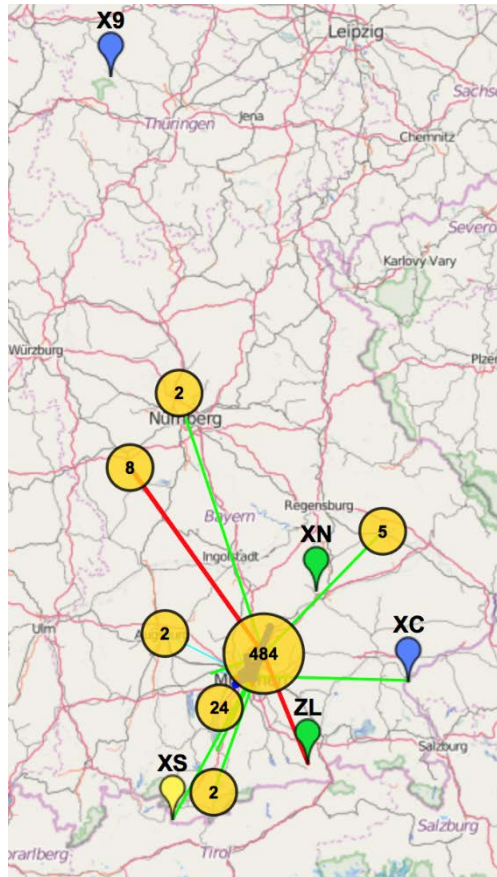 X9
Leipzig
Sachs
Jena
Thüringen
Chemnitz
Severo
Karlovy Vary
Würzburg
Plze
2
Nürnberg
8
Regensburg
5
Bayern
XN
Ingolstadt
Ulm
2
484
XC
24
ZL
Salzburg
XS
2
Salzburg
orarlberg
Tirol